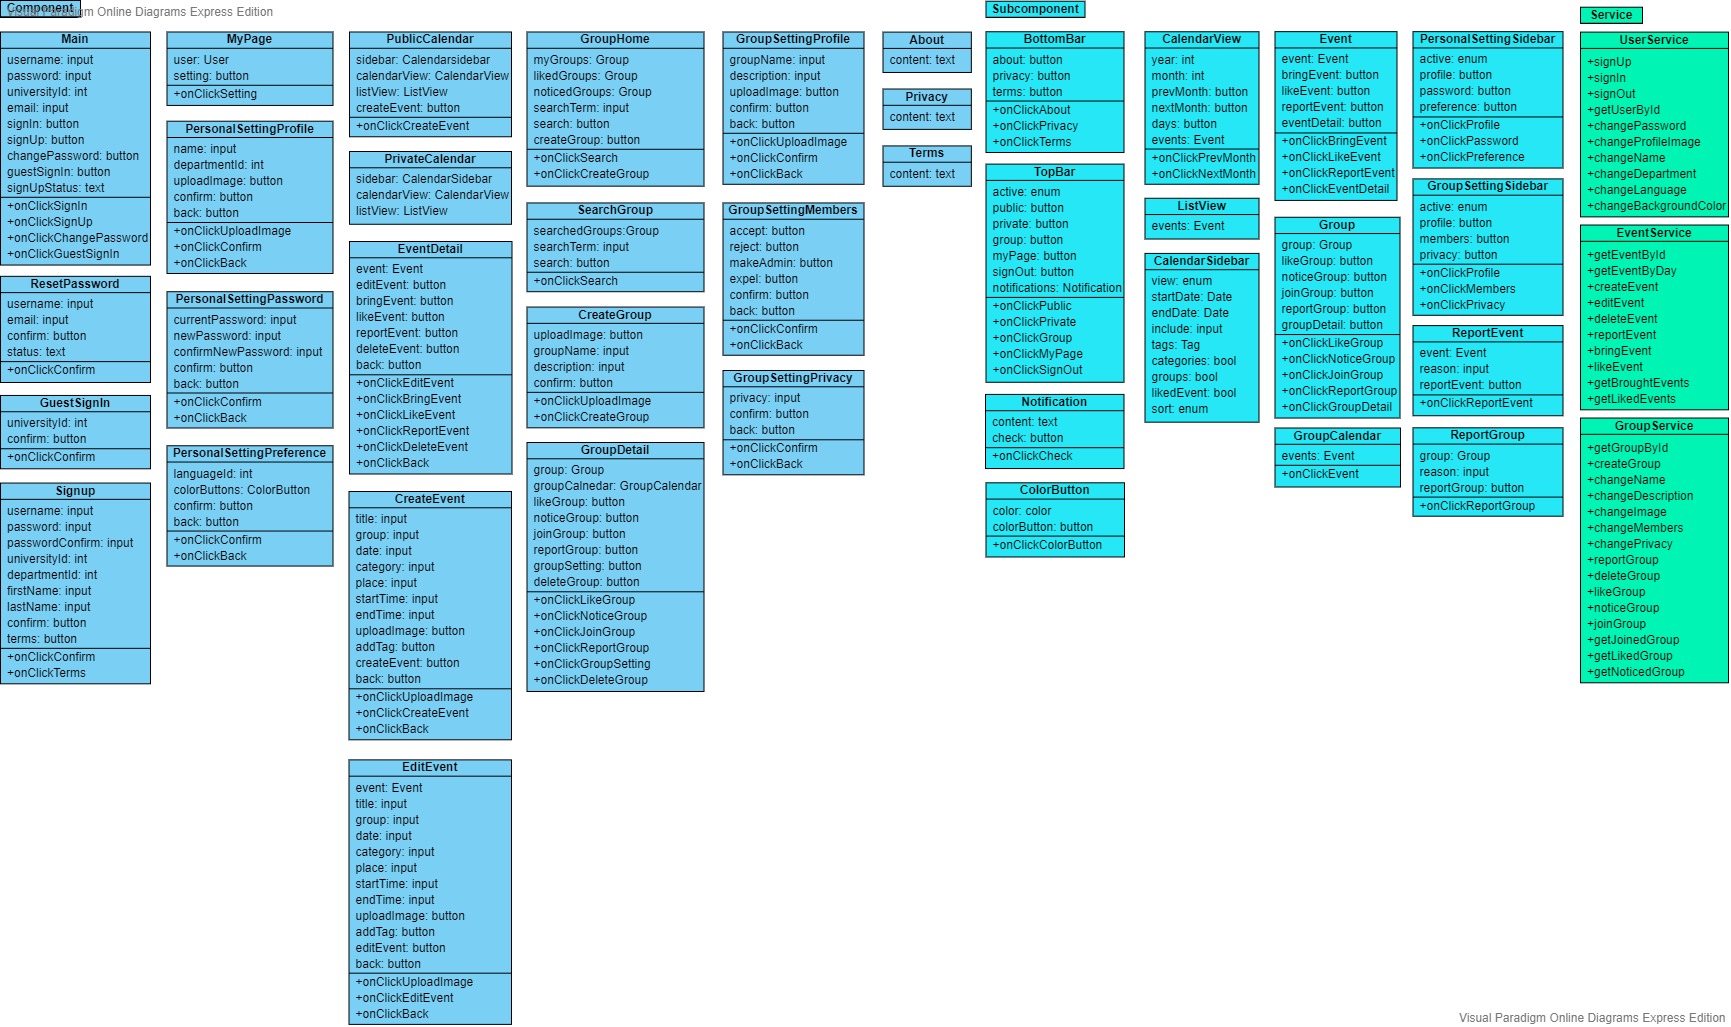 Component
Visual Paradigm Online Diagrams Express Edition
Main
username: input
password: input
universityId: int
email: input
signIn: button
signUp: button
changePassword: button
guestSignIn: button
signUpStatus: text
+onClickSignIn
+onClickSignUp
+onClickChangePassword
+onClickGuestSignIn
ResetPassword
username: input
email: input
confirm: button
status: text
+onClickConfirm
GuestSignIn
universityId: int
confirm: button
+onClickConfirm
Signup
username: input
password: input
passwordConfirm: input
universityId: int
departmentId: int
firstName: input
lastName: input
confirm: button
terms: button
+onClickConfirm
+onClickTerms
MyPage
user: User
setting: button
+onClickSetting
PersonalSettingProfile
name: input
departmentId: int
uploadImage: button
confirm: button
back: button
+onClickUploadImage
+onClickConfirm
+onClickBack
PersonalSettingPassword
currentPassword: input
newPassword: input
confirmNewPassword: input
confirm: button
back: button
+onClickConfirm
+onClickBack
PersonalSettingPreference
languageId: int
colorButtons: ColorButton
confirm: button
back: button
+onClickConfirm
+onClickBack
PublicCalendar
sidebar: Calendarsidebar
calendarView: CalendarView
listView: ListView
createEvent: button
+onClickCreateEvent
PrivateCalendar
sidebar: CalendarSidebar
calendarView: CalendarView
listView: ListView
EventDetail
event: Event
editEvent: button
bringEvent: button
likeEvent: button
reportEvent: button
deleteEvent: button
back: button
+onClickEditEvent
+onClickBringEvent
+onClickLikeEvent
+onClickReportEvent
+onClickDeleteEvent
+onClickBack
CreateEvent
title: input
group: input
date: input
category: input
place: input
startTime: input
endTime: input
uploadImage: button
addTag: button
createEvent: button
back: button
+onClickUploadImage
+onClickCreateEvent
+onClickBack
EditEvent
event: Event
title: input
group: input
date: input
category: input
place: input
startTime: input
endTime: input
uploadImage: button
addTag: button
editEvent: button
back: button
+onClickUploadImage
+onClickEditEvent
+onClickBack
GroupHome
myGroups: Group
likedGroups: Group
noticedGroups: Group
searchTerm: input
search: button
createGroup: button
+onClickSearch
+onClickCreateGroup
SearchGroup
searchedGroups:Group
searchTerm: input
search: button
+onClickSearch
CreateGroup
uploadImage: button
groupName: input
description: input
confirm: button
+onClickUploadImage
+onClickCreateGroup
GroupDetail
group: Group
groupCalnedar: GroupCalendar
likeGroup: button
noticeGroup: button
joinGroup: button
reportGroup: button
groupSetting: button
deleteGroup: button
+onClickLikeGroup
+onClickNoticeGroup
+onClickJoinGroup
+onClickReportGroup
+onClickGroupSetting
+onClickDeleteGroup
GroupSettingProfile
groupName: input
description: input
uploadImage: button
confirm: button
back: button
+onClickUploadImage
+onClickConfirm
+onClickBack
GroupSettingMembers
accept: button
reject: button
makeAdmin: button
expel: button
confirm: button
back: button
+onClickConfirm
+onClickBack
GroupSettingPrivacy
privacy: input
confirm: button
back: button
+onClickConfirm
+onClickBack
About
content: text
Privacy
content: text
Terms
content: text
Subcomponent
BottomBar
about: button
privacy: button
terms: button
+onClickAbout
+onClickPrivacy
+onClickTerms
TopBar
active: enum
public: button
private: button
group: button
myPage: button
signOut: button
notifications: Notification
+onClickPublic
+onClickPrivate
+onClickGroup
+onClickMyPage
+onClickSignOut
Notification
content: text
check: button
+onClickCheck
ColorButton
color: color
colorButton: button
+onClickColorButton
CalendarView
year: int
month: int
prevMonth: button
nextMonth: button
days: button
events: Event
+onClickPrevMonth
+onClickNextMonth
ListView
events: Event
CalendarSidebar
view: enum
startDate: Date
endDate: Date
include: input
tags: Tag
categories: bool
groups: bool
likedEvent: bool
sort: enum
Event
event: Event
bringEvent: button
likeEvent: button
reportEvent: button
eventDetail: button
+onClickBringEvent
+onClickLikeEvent
+onClickReportEvent
+onClickEventDetail
Group
group: Group
likeGroup: button
noticeGroup: button
joinGroup: button
reportGroup: button
groupDetail: button
+onClickLikeGroup
+onClickNoticeGroup
+onClickJoinGroup
+onClickReportGroup
+onClickGroupDetail
GroupCalendar
events: Event
+onClickEvent
PersonalSettingSidebar
active: enum
profile: button
password: button
preference: button
+onClickProfile
+onClickPassword
+onClickPreference
GroupSettingSidebar
active: enum
profile: button
members: button
privacy: button
+onClickProfile
+onClickMembers
+onClickPrivacy
ReportEvent
event: Event
reason: input
reportEvent: button
+onClickReportEvent
ReportGroup
group: Group
reason: input
reportGroup: button
+onClickReportGroup
Service
UserService
+signUp
+signIn
+signOut
+getUserById
+changePassword
+changeProfileImage
+changeName
+changeDepartment
+changeLanguage
+changeBackgroundColor
EventService
+getEventById
+getEventByDay
+createEvent
+editEvent
+deleteEvent
+reportEvent
+bringEvent
+likeEvent
+getBroughtEvents
+getLikedEvents
GroupService
+getGroupById
+createGroup
+changeName
+changeDescription
+changeImage
+changeMembers
+changePrivacy
+reportGroup
+deleteGroup
+likeGroup
+noticeGroup
+joinGroup
+getJoinedGroup
+getLikedGroup
+getNoticedGroup
Visual Paradigm Online Diagrams Express Edition